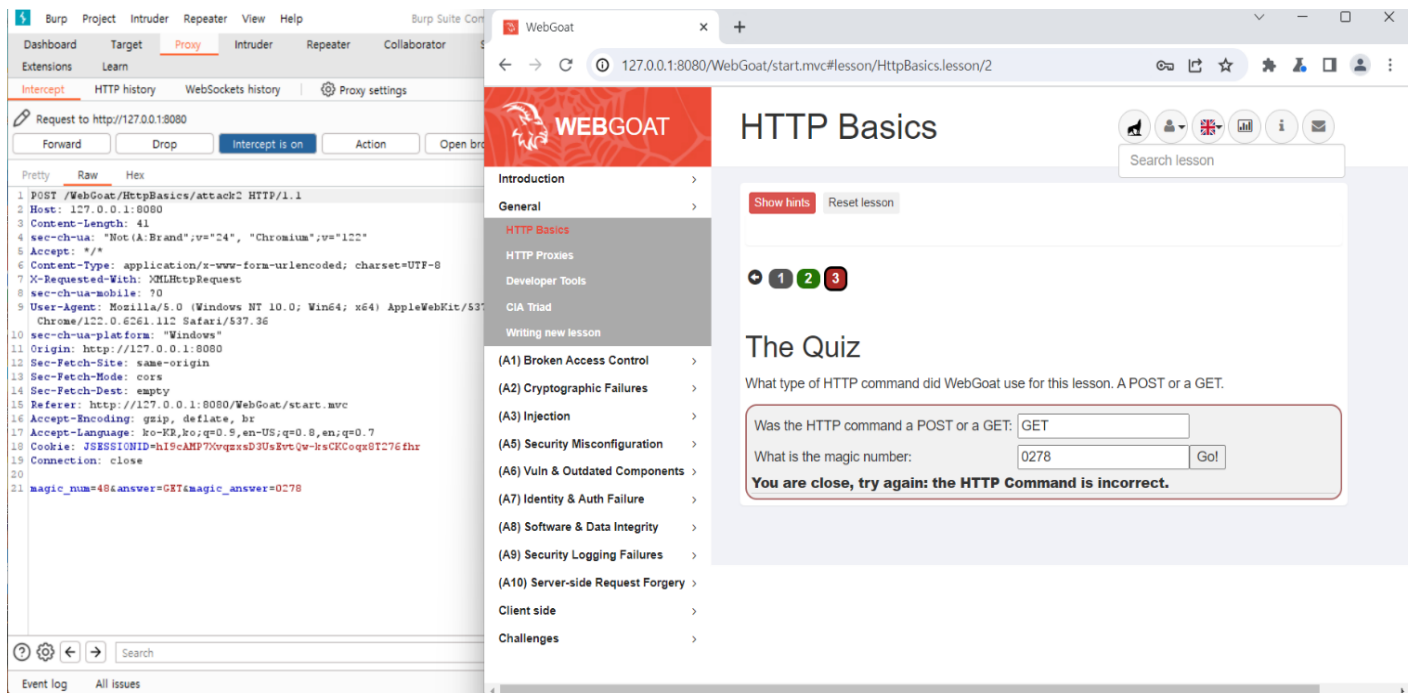 Burp Project Intruder Repeater View Help Burp Suite Com
Dashboard Target Proxy Intruder Repeater Collaborator
Extensions Learn
Intercept HTTP history WebSockets history Proxy settings
Request to http://127.0.0.1:8080
Forward Drop Intercept is on Action Open bro
Pretty Raw Hex
1 POST /WebGoat/HttpBasics/attack2 HTTP/1.1
2 Host: 127.0.0.1:8080
3 Content-Length: 41
4 sec-ch-ua: "Not(A:Brand";v="24", "Chromium";v="122"
5 Accept: */*
6 Content-Type: application/x-www-form-urlencoded; charset=UTF-8
7 X-Requested-With: XMLHttpRequest
8 sec-ch-ua-mobile: ?0
9 User-Agent: Mozilla/5.0 (Windows NT 10.0; Win64; x64) AppleWebKit/537
Chrome/122.0.6261.112 Safari/537.36
10 sec-ch-ua-platform: "Windows"
11 Origin: http://127.0.0.1:8080
12 Sec-Fetch-Site: same-origin
13 Sec-Fetch-Mode: cors
14 Sec-Fetch-Dest: empty
15 Referer: http://127.0.0.1:8080/WebGoat/start.mvc
16 Accept-Encoding: gzip, deflate, br
17 Accept-Language: ko-KR,ko;q=0.9,en-US;q=0.8,en;q=0.7
18 Cookie: JSESSIONID=
19 Connection: close
20
21 magic_num=48&answer=GET&magic_answer=0278
Search
Event log All issues
WebGoat
127.0.0.1:8080/WebGoat/start.mvc#lesson/HttpBasics.lesson/2
WEBGOAT
Introduction
General
HTTP Basics
HTTP Proxies
Developer Tools
CIA Triad
Writing new lesson
(A1) Broken Access Control
(A2) Cryptographic Failures
(A3) Injection
(A5) Security Misconfiguration
(A6) Vuln & Outdated Components
(A7) Identity & Auth Failure
(A8) Software & Data Integrity
(A9) Security Logging Failures
(A10) Server-side Request Forgery
Client side
Challenges
HTTP Basics
Search lesson
Show hints Reset lesson
1 2 3
The Quiz
What type of HTTP command did WebGoat use for this lesson. A POST or a GET.
Was the HTTP command a POST or a GET: GET
What is the magic number: 0278 Go!
You are close, try again: the HTTP Command is incorrect.